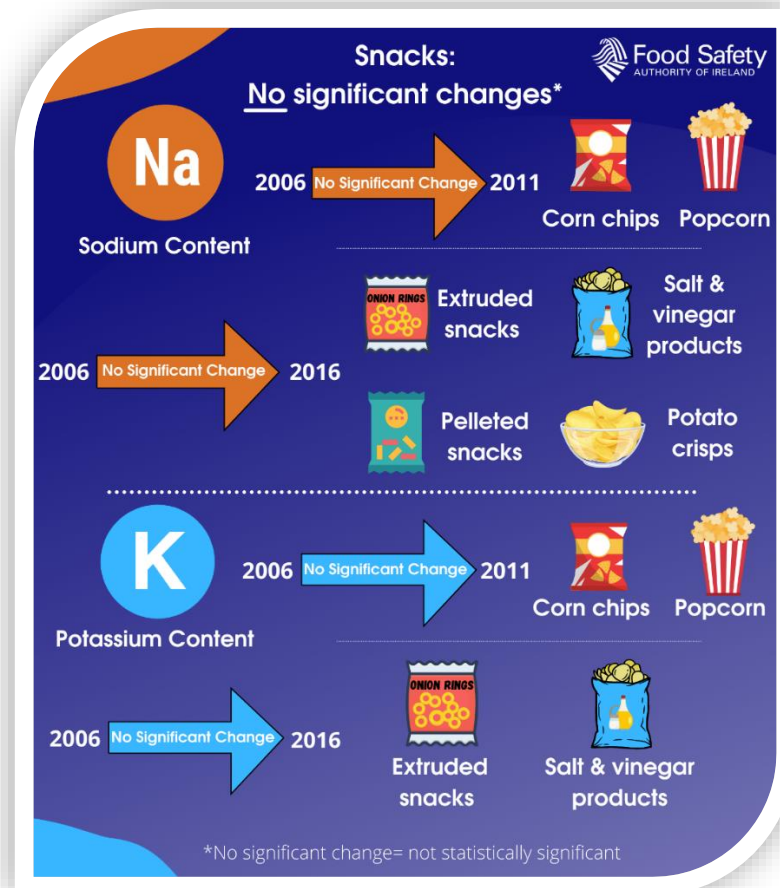 Snacks:
No significant changes*
Food Safety
AUTHORITY OF IRELAND
Na
Sodium Content
2006 No Significant Change 2011
Corn chips Popcorn
2006 No Significant Change 2016
ONION RINGS
Extruded
snacks
Salt &
vinegar
products
Pelleted
snacks
Potato
crisps
K
Potassium Content
2006 No Significant Change 2011
Corn chips Popcorn
2006 No Significant Change 2016
ONION RINGS
Extruded
snacks
Salt & vinegar
products
*No significant change= not statistically significant